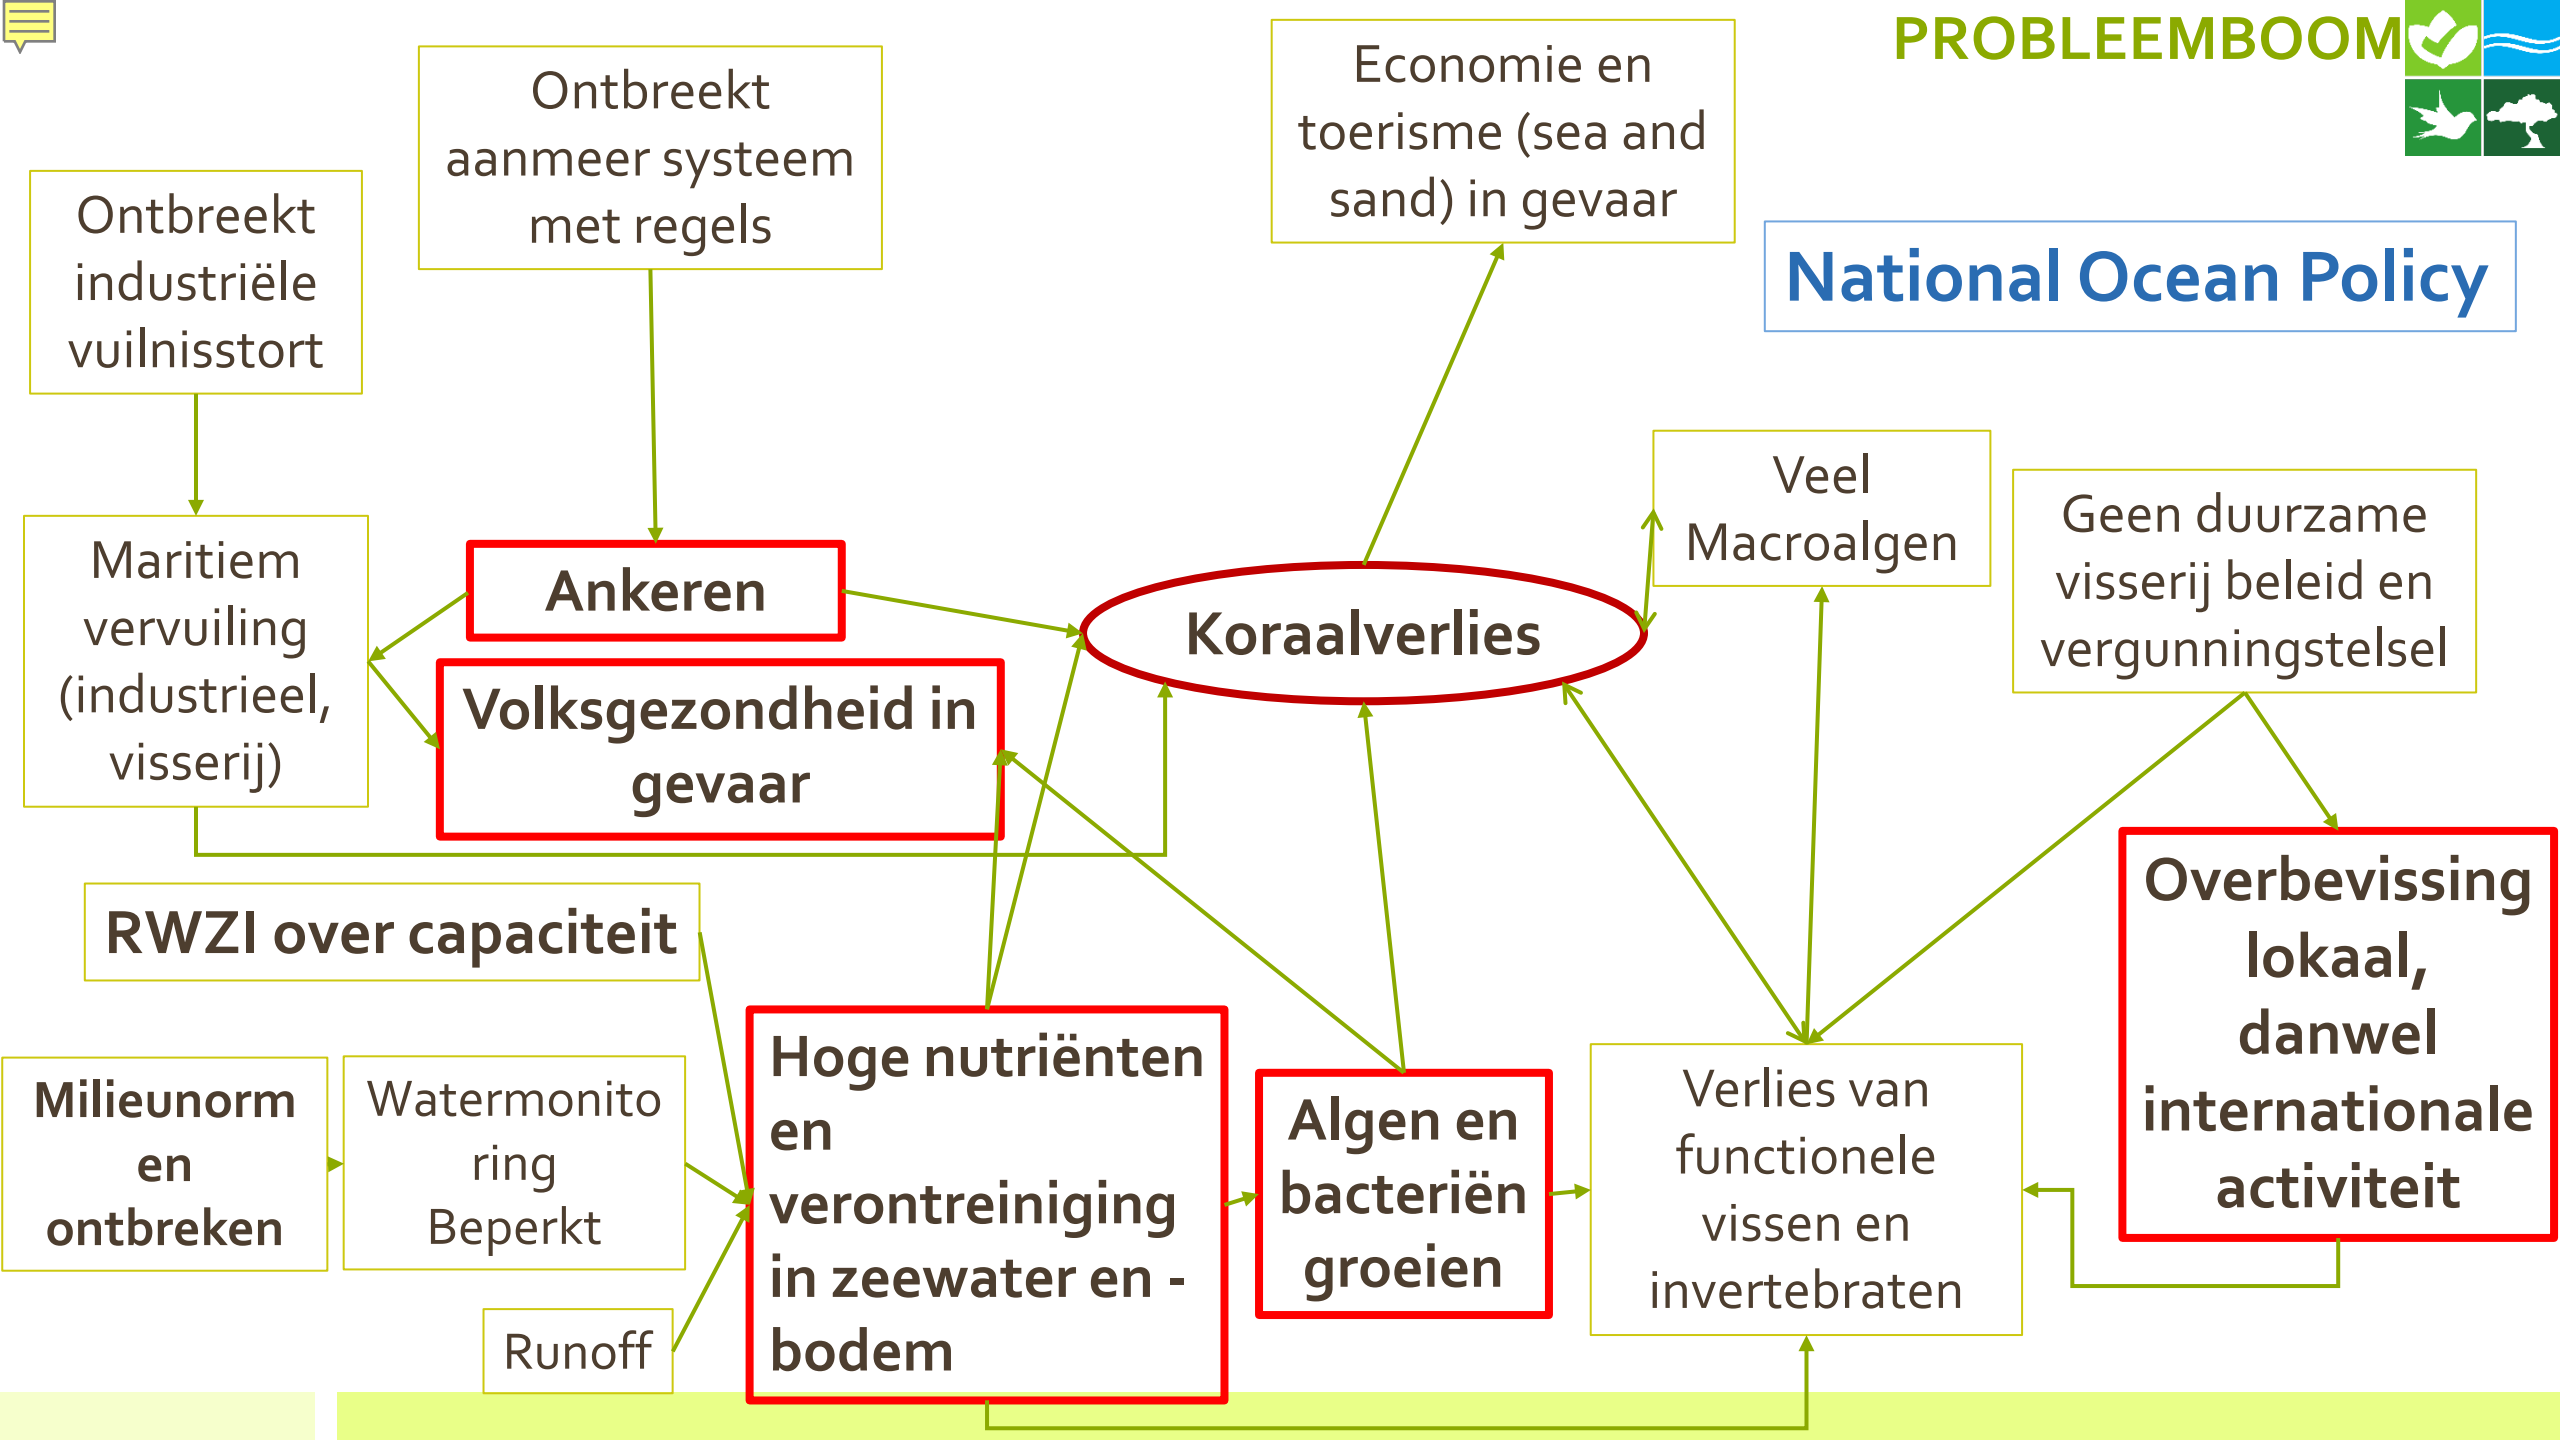 PROBLEEMBOOM
Economie en
toerisme (sea and
sand) in gevaar
Ontbreekt
aanmeer systeem
met regels
Ontbreekt
industriële
vuilnisstort
National Ocean Policy
Veel
Macroalgen
Geen duurzame
visserij beleid en
vergunningstelsel
Maritiem
vervuiling
(industrieel,
visserij)
Ankeren
Koraalverlies
Volksgezondheid in
gevaar
Overbevissing
lokaal,
danwel
internationale
activiteit
RWZI over capaciteit
Hoge nutriënten
en
verontreiniging
in zeewater en -
bodem
Milieunorm
en
ontbreken
Watermonito
ring
Beperkt
Algen en
bacteriën
groeien
Verlies van
functionele
vissen en
invertebraten
Runoff